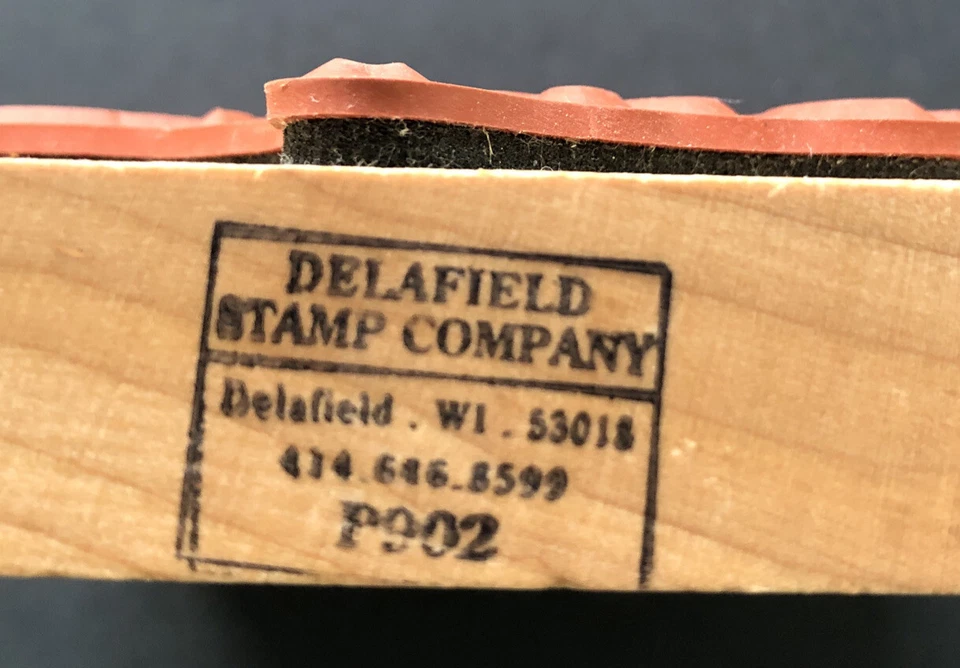 DELAFIELD
STAMP COMPANY
Delafield . WI . 53018
414.646.8599
P902